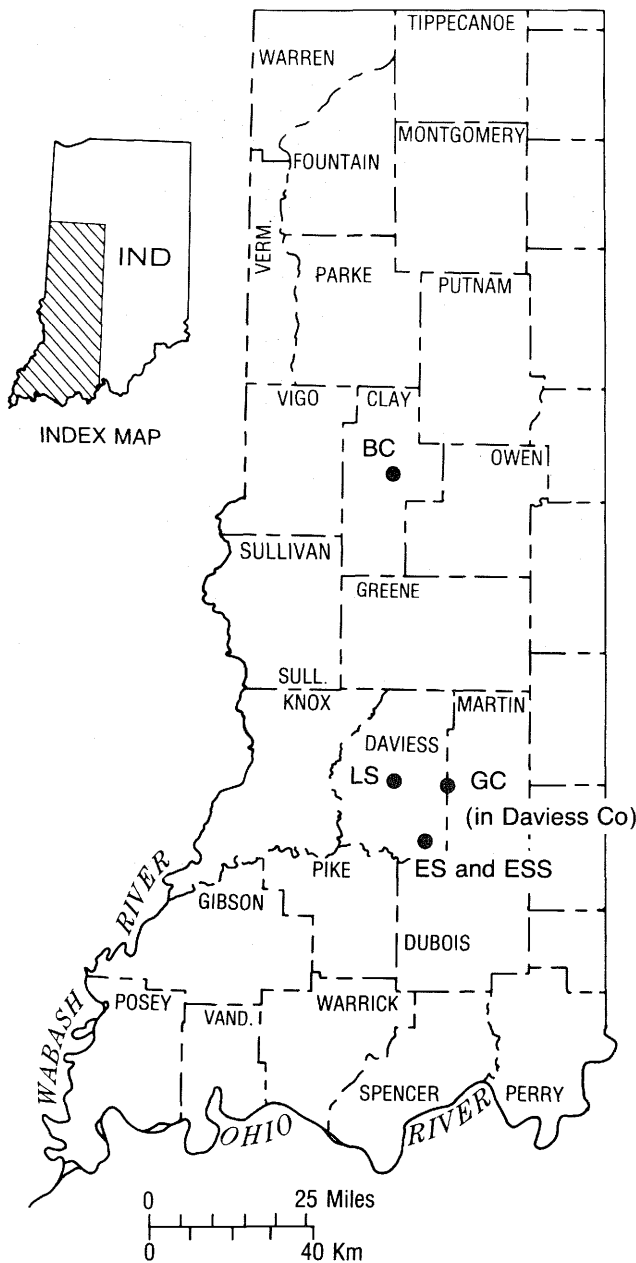 TIPPECANOE
WARREN
MONTGOMERY
FOUNTAIN
VERM.
IND
PARKE
PUTNAM
INDEX MAP
VIGO
CLAY
BC
OWEN
SULLIVAN
GREENE
SULL.
KNOX
MARTIN
DAVIESS
LS
GC
(in Daviess Co)
ES and ESS
PIKE
GIBSON
DUBOIS
WABASH RIVER
POSEY
VAND.
WARRICK
SPENCER
PERRY
OHIO RIVER
0 25 Miles
0 40 Km